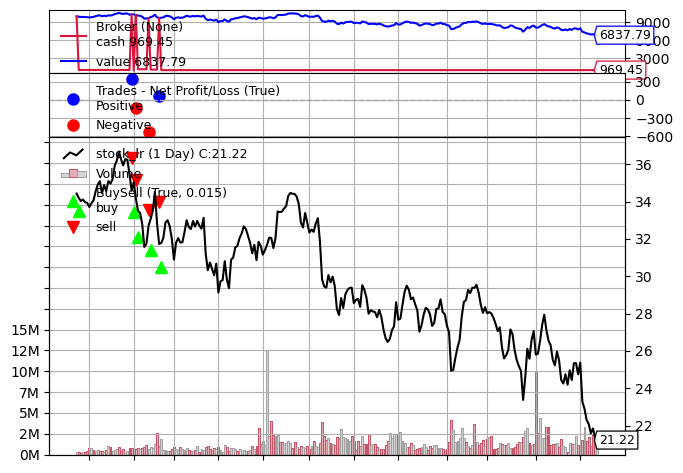 Broker (None)
cash 969.45
value 6837.79
9000
6000
3000
6837.79
969.45
Trades - Net Profit/Loss (True)
Positive
Negative
300
0
−300
−600
stock_lr (1 Day) C:21.22
Volume
BuySell (True, 0.015)
buy
sell
36
34
32
30
28
26
24
22
21.22
15M
12M
10M
7M
5M
2M
0M